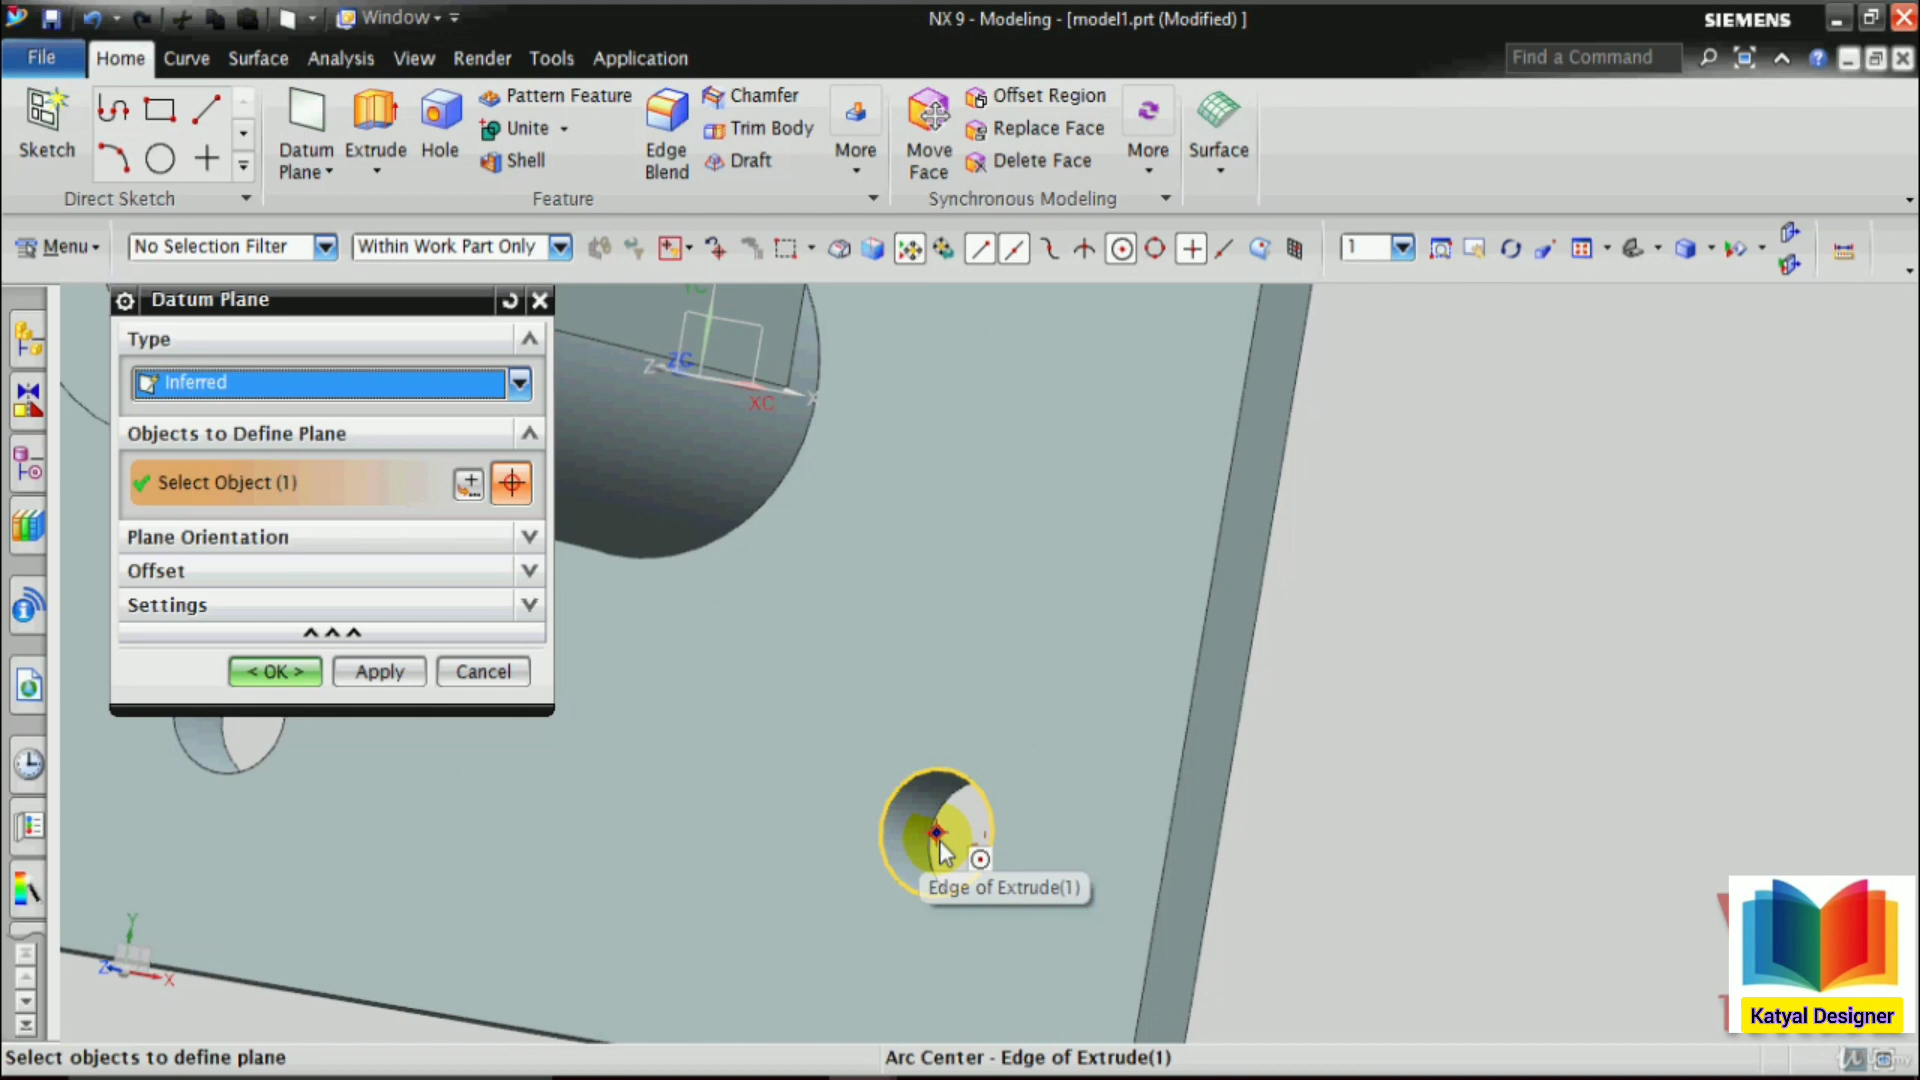 Window
NX 9 - Modeling - [model1.prt (Modified) ]
SIEMENS
File
Home
Curve
Surface
Analysis
View
Render
Tools
Application
Find a Command
Sketch
Direct Sketch
Datum
Plane
Extrude
Hole
Pattern Feature
Unite
Shell
Edge
Blend
Chamfer
Trim Body
Draft
More
Feature
Move
Face
Offset Region
Replace Face
Delete Face
More
Synchronous Modeling
Surface
Menu
No Selection Filter
Within Work Part Only
1
Datum Plane
Type
Inferred
Objects to Define Plane
Select Object (1)
Plane Orientation
Offset
Settings
< OK >
Apply
Cancel
YC
Z
ZC
XC
X
Edge of Extrude(1)
Y
Z
X
Katyal Designer
Select objects to define plane
Arc Center - Edge of Extrude(1)